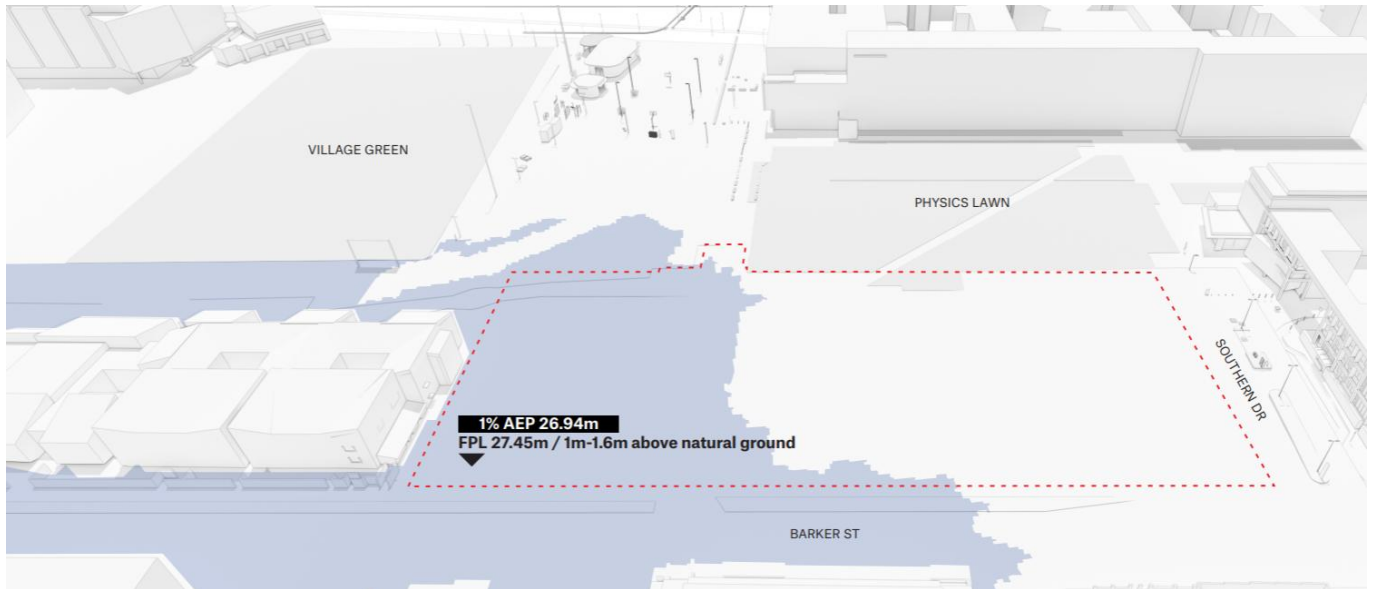 VILLAGE GREEN
PHYSICS LAWN
SOUTHERN DR
1% AEP 26.94m
FPL 27.45m / 1m-1.6m above natural ground
BARKER ST